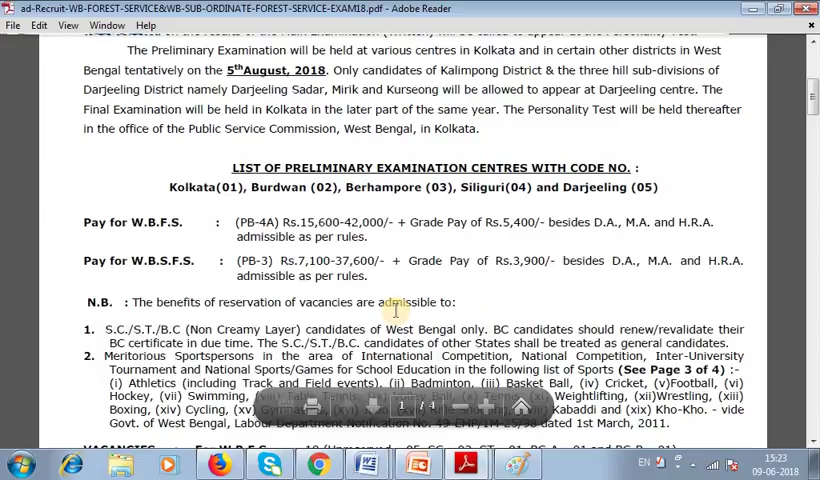 ad-Recruit-WB-FOREST-SERVICE&WB-SUB-ORDINATE-FOREST-SERVICE-EXAM18.pdf - Adobe Reader
File Edit View Window Help
The Preliminary Examination will be held at various centres in Kolkata and in certain other districts in West
Bengal tentatively on the 5thAugust, 2018. Only candidates of Kalimpong District & the three hill sub-divisions of
Darjeeling District namely Darjeeling Sadar, Mirik and Kurseong will be allowed to appear at Darjeeling centre. The
Final Examination will be held in Kolkata in the later part of the same year. The Personality Test will be held thereafter
in the office of the Public Service Commission, West Bengal, in Kolkata.
LIST OF PRELIMINARY EXAMINATION CENTRES WITH CODE NO. :
Kolkata(01), Burdwan (02), Berhampore (03), Siliguri(04) and Darjeeling (05)
Pay for W.B.F.S. : (PB-4A) Rs.15,600-42,000/- + Grade Pay of Rs.5,400/- besides D.A., M.A. and H.R.A.
admissible as per rules.
Pay for W.B.S.F.S. : (PB-3) Rs.7,100-37,600/- + Grade Pay of Rs.3,900/- besides D.A., M.A. and H.R.A.
admissible as per rules.
N.B. : The benefits of reservation of vacancies are admissible to:
1. S.C./S.T./B.C (Non Creamy Layer) candidates of West Bengal only. BC candidates should renew/revalidate their
BC certificate in due time. The S.C./S.T./B.C. candidates of other States shall be treated as general candidates.
2. Meritorious Sportspersons in the area of International Competition, National Competition, Inter-University
Tournament and National Sports/Games for School Education in the following list of Sports (See Page 3 of 4) :-
(i) Athletics (including Track and Field events), (ii) Badminton, (iii) Basket Ball, (iv) Cricket, (v)Football, (vi)
Hockey, (vii) Swimming, Weightlifting, (xii)Wrestling, (xiii)
Boxing, (xiv) Cycling, (xv) Kabaddi and (xix) Kho-Kho. - vide
Govt. of West Bengal, Labour 1st March, 2011.
1 / 4
EN
15:23
09-06-2018